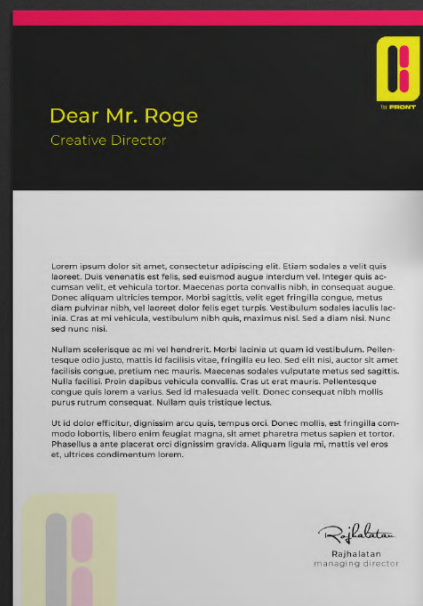 the FRONT
Dear Mr. Roge
Creative Director
Lorem ipsum dolor sit amet, consectetur adipiscing elit. Etiam sodales a velit quis
laoreet. Duis venenatis est felis, sed euismod augue interdum vel. Integer quis ac-
cumsan velit, et vehicula tortor. Maecenas porta convallis nibh, in consequat augue.
Donec aliquam ultricies tempor. Morbi sagittis, velit eget fringilla congue, metus
diam pulvinar nibh, vel laoreet dolor felis eget turpis. Vestibulum sodales iaculis lac-
inia. Cras at mi vehicula, vestibulum nibh quis, maximus nisl. Sed a diam nisi. Nunc
sed nunc nisi.
Nullam scelerisque ac mi vel hendrerit. Morbi lacinia ut quam id vestibulum. Pellen-
tesque odio justo, mattis id facilisis vitae, fringilla eu leo. Sed elit nisi, auctor sit amet
facilisis congue, pretium nec mauris. Maecenas sodales vulputate metus sed sagittis.
Nulla facilisi. Proin dapibus vehicula convallis. Cras ut erat mauris. Pellentesque
congue quis lorem a varius. Sed id malesuada velit. Donec consequat nibh mollis
purus rutrum consequat. Nullam quis tristique lectus.
Ut id dolor efficitur, dignissim arcu quis, tempus orci. Donec mollis, est fringilla com-
modo lobortis, libero enim feugiat magna, sit amet pharetra metus sapien et tortor.
Phasellus a ante placerat orci dignissim gravida. Aliquam ligula mi, mattis vel eros
et, ultrices condimentum lorem.
Rajhalatan
Rajhalatan
managing director